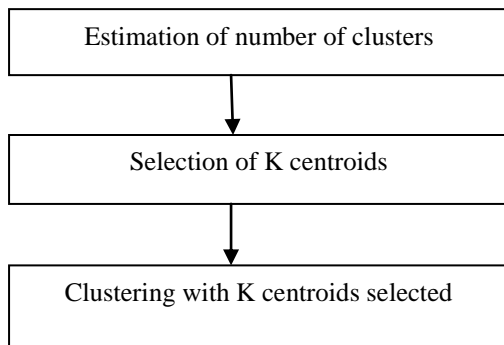 Estimation of number of clusters
Selection of K centroids
Clustering with K centroids selected